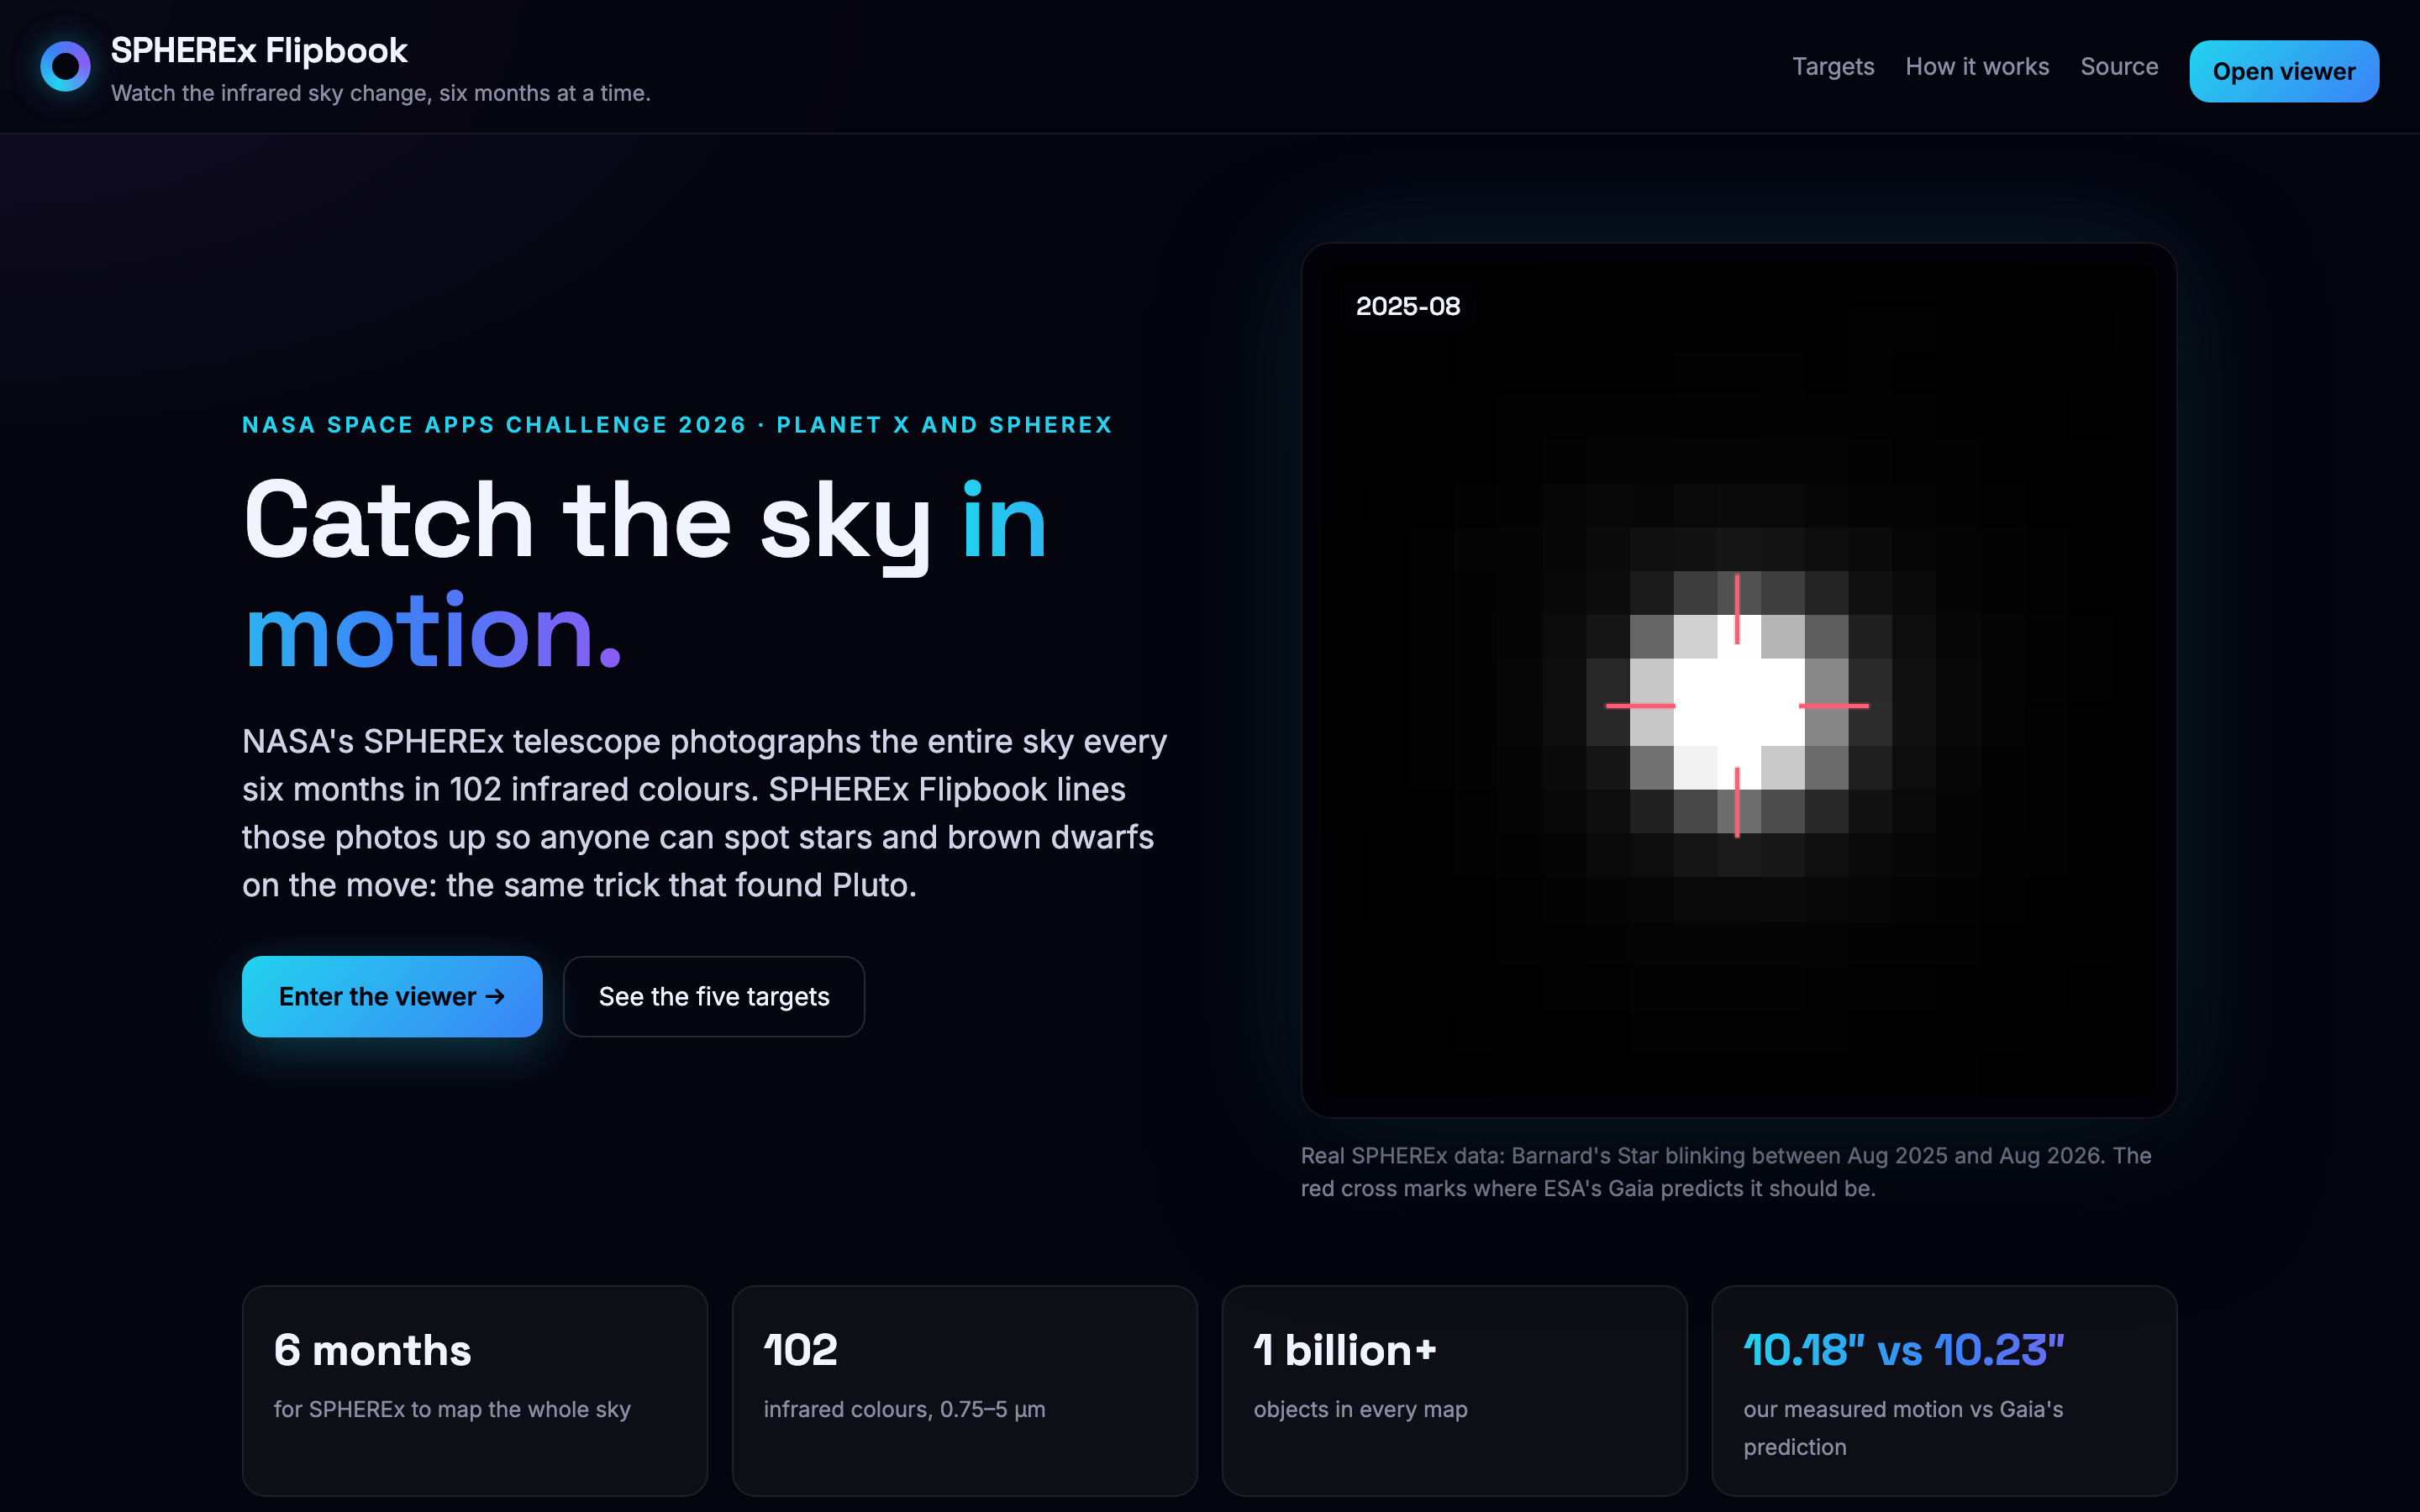 SPHEREx Flipbook
Watch the infrared sky change, six months at a time.
Targets
How it works
Source
Open viewer
NASA SPACE APPS CHALLENGE 2026 · PLANET X AND SPHEREX
Catch the sky in
motion.
NASA's SPHEREx telescope photographs the entire sky every
six months in 102 infrared colours. SPHEREx Flipbook lines
those photos up so anyone can spot stars and brown dwarfs
on the move: the same trick that found Pluto.
Enter the viewer →
See the five targets
2025-08
Real SPHEREx data: Barnard's Star blinking between Aug 2025 and Aug 2026. The
red cross marks where ESA's Gaia predicts it should be.
6 months
for SPHEREx to map the whole sky
102
infrared colours, 0.75–5 µm
1 billion+
objects in every map
10.18″ vs 10.23″
our measured motion vs Gaia's
prediction